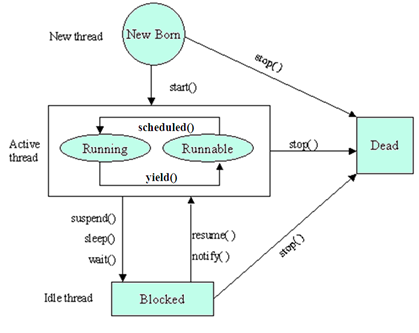 New thread
New Born
stop( )
start()
Active
thread
scheduled()
Running
Runnable
yield()
stop( )
Dead
suspend()
sleep()
wait()
resume( )
notify( )
stop( )
Idle thread
Blocked